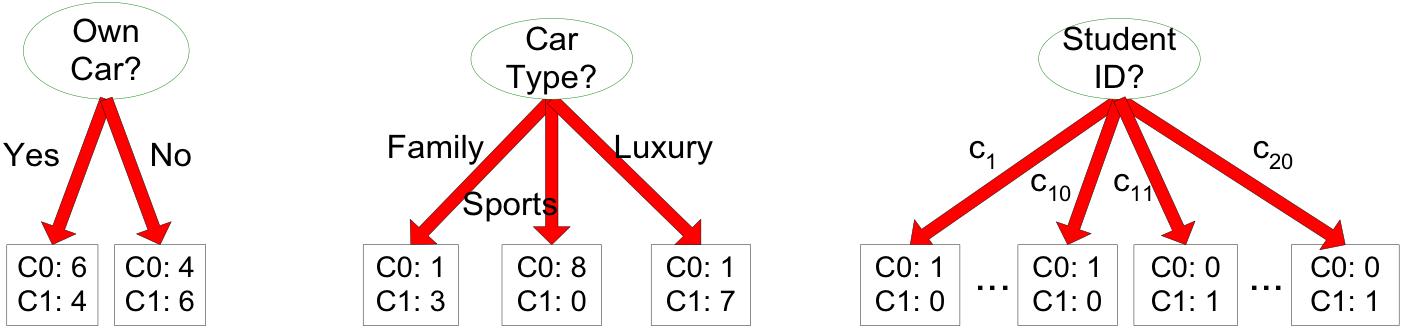 Own
Car?
Yes
No
C0: 6
C1: 4
C0: 4
C1: 6
Car
Type?
Family
Sports
Luxury
C0: 1
C1: 3
C0: 8
C1: 0
C0: 1
C1: 7
Student
ID?
c1
c10
c11
c20
C0: 1
C1: 0
...
C0: 1
C1: 0
C0: 0
C1: 1
...
C0: 0
C1: 1